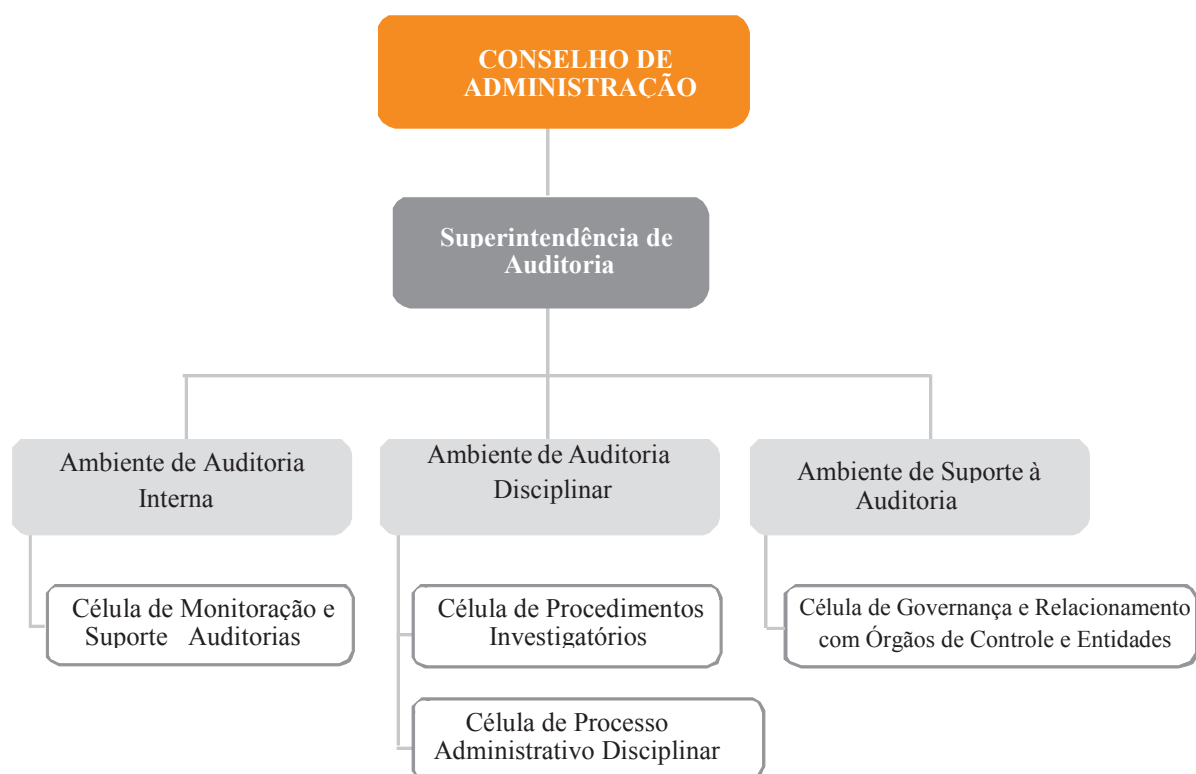 CONSELHO DE
ADMINISTRAÇÃO
Superintendência de
Auditoria
Ambiente de Auditoria
Interna
Ambiente de Auditoria
Disciplinar
Ambiente de Suporte à
Auditoria
Célula de Monitoração e
Suporte Auditorias
Célula de Procedimentos
Investigatórios
Célula de Governança e Relacionamento
com Órgãos de Controle e Entidades
Célula de Processo
Administrativo Disciplinar